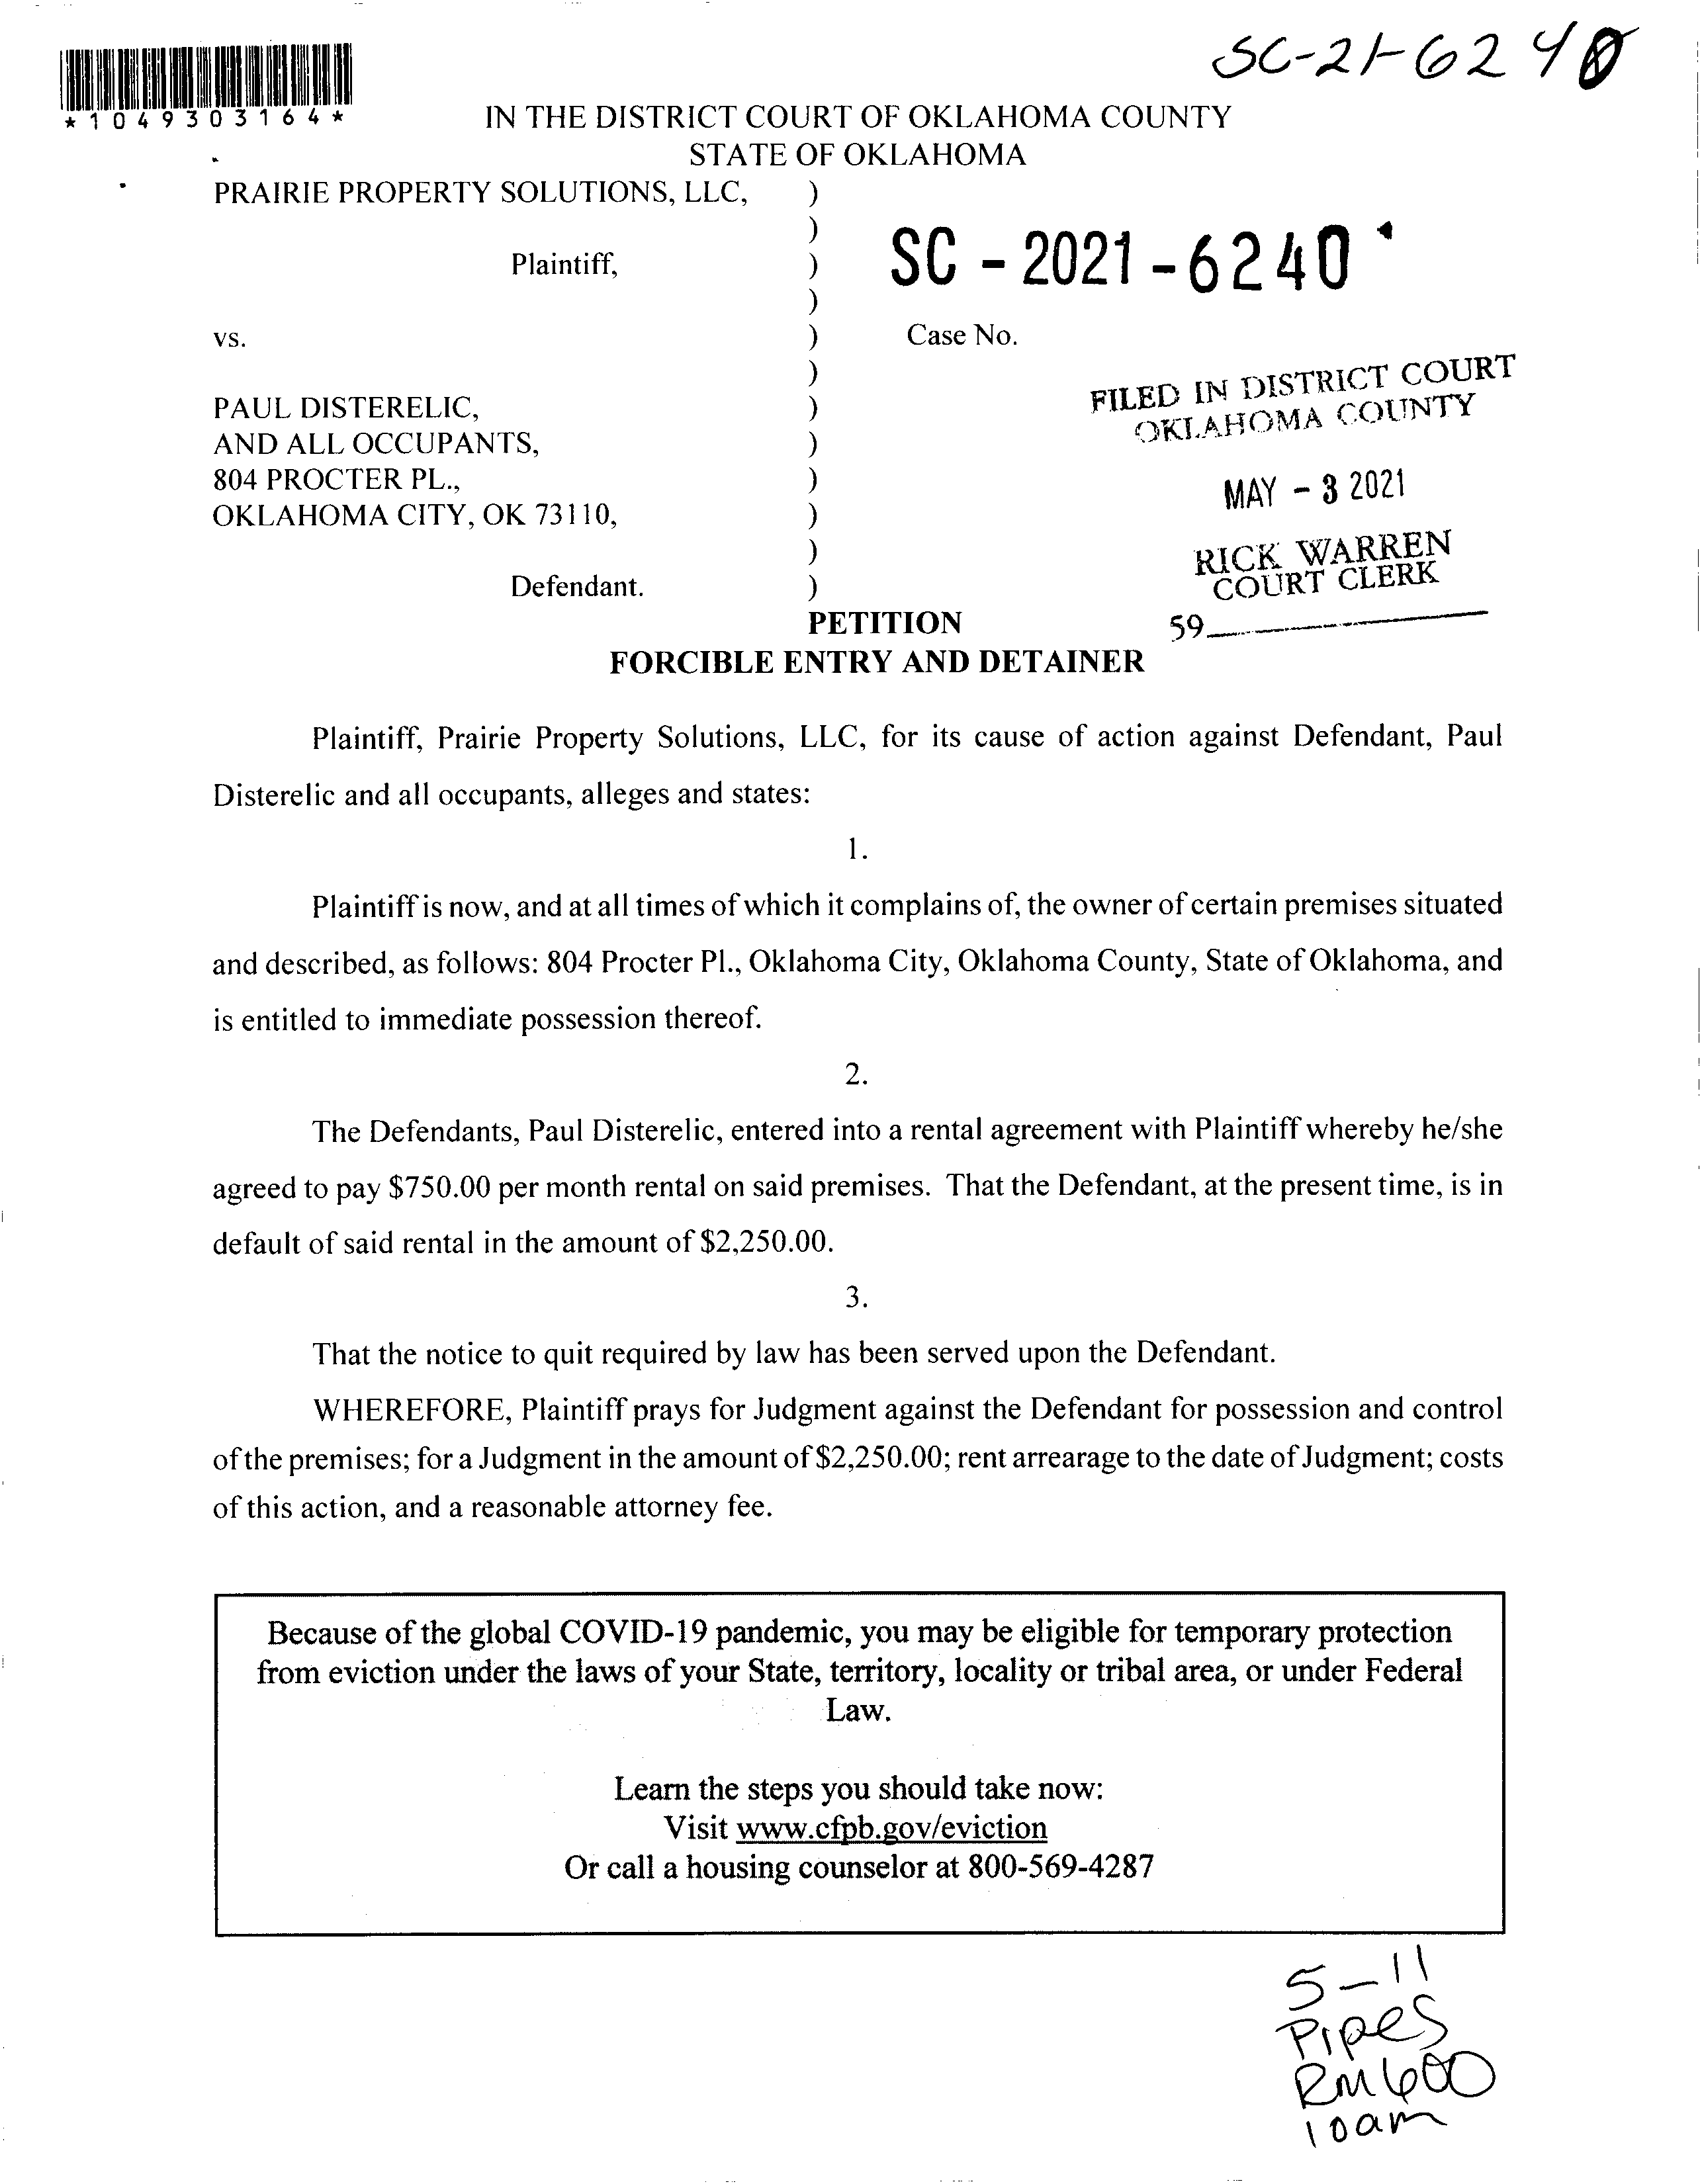 SC-21-6240
*1049303164*
IN THE DISTRICT COURT OF OKLAHOMA COUNTY
STATE OF OKLAHOMA
PRAIRIE PROPERTY SOLUTIONS, LLC, )
)
Plaintiff, ) SC - 2021 - 6240
)
vs. ) Case No.
)
PAUL DISTERELIC, )
AND ALL OCCUPANTS, )
804 PROCTER PL., )
OKLAHOMA CITY, OK 73110, )
)
Defendant. )
FILED IN DISTRICT COURT
OKLAHOMA COUNTY
MAY - 3 2021
RICK WARREN
COURT CLERK
59
PETITION
FORCIBLE ENTRY AND DETAINER
Plaintiff, Prairie Property Solutions, LLC, for its cause of action against Defendant, Paul
Disterelic and all occupants, alleges and states:
1.
Plaintiff is now, and at all times of which it complains of, the owner of certain premises situated
and described, as follows: 804 Procter Pl., Oklahoma City, Oklahoma County, State of Oklahoma, and
is entitled to immediate possession thereof.
2.
The Defendants, Paul Disterelic, entered into a rental agreement with Plaintiff whereby he/she
agreed to pay $750.00 per month rental on said premises. That the Defendant, at the present time, is in
default of said rental in the amount of $2,250.00.
3.
That the notice to quit required by law has been served upon the Defendant.
WHEREFORE, Plaintiff prays for Judgment against the Defendant for possession and control
of the premises; for a Judgment in the amount of $2,250.00; rent arrearage to the date of Judgment; costs
of this action, and a reasonable attorney fee.
Because of the global COVID-19 pandemic, you may be eligible for temporary protection
from eviction under the laws of your State, territory, locality or tribal area, or under Federal
Law.
Learn the steps you should take now:
Visit www.cfpb.gov/eviction
Or call a housing counselor at 800-569-4287
5-11
Pipes
RM 600
10am